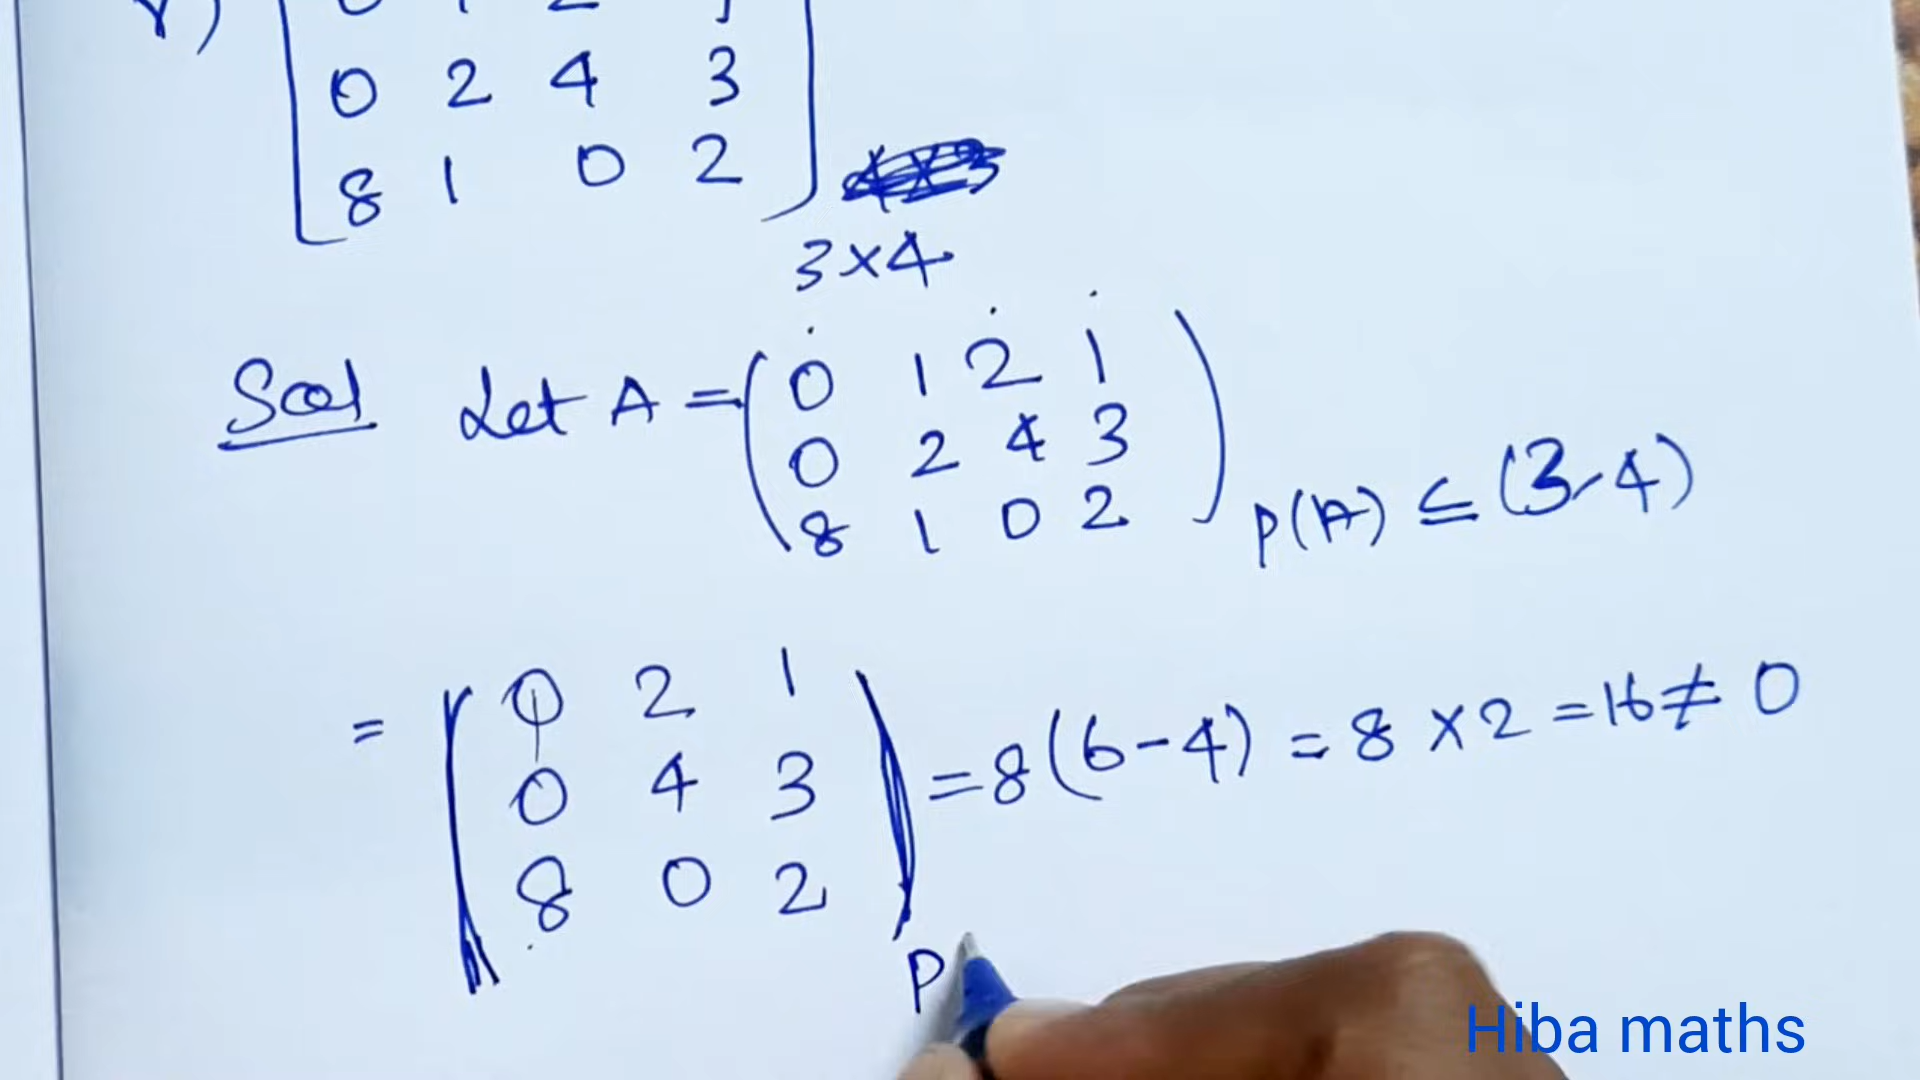 0 2 4 3
8 1 0 2
3×4
Sol Let A = ( 0 1 2 1
0 2 4 3
8 1 0 2 ) ρ(A) ≤ (3,4)
= | 0 2 1
0 4 3
8 0 2 | = 8(6-4) = 8 × 2 = 16 ≠ 0
ρ
Hiba maths